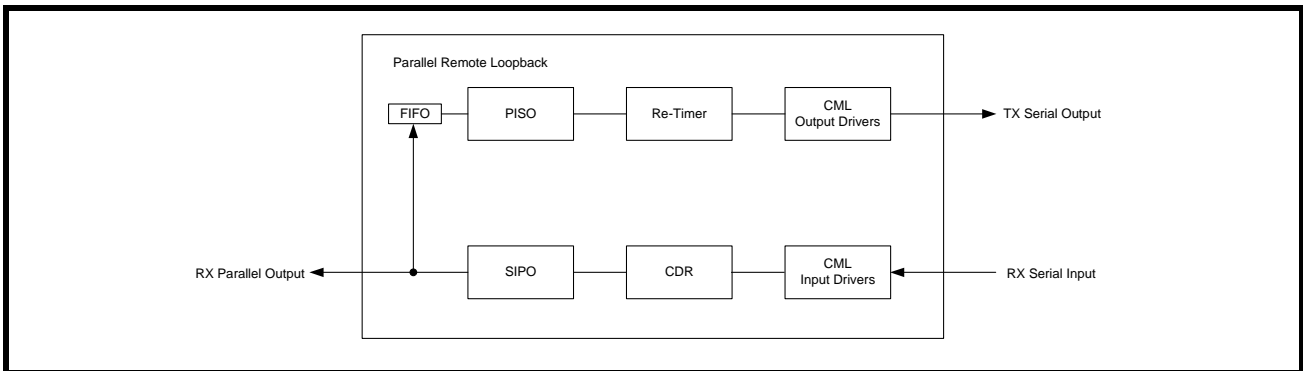 Parallel Remote Loopback
FIFO
PISO
Re-Timer
CML
Output Drivers
TX Serial Output
RX Parallel Output
SIPO
CDR
CML
Input Drivers
RX Serial Input